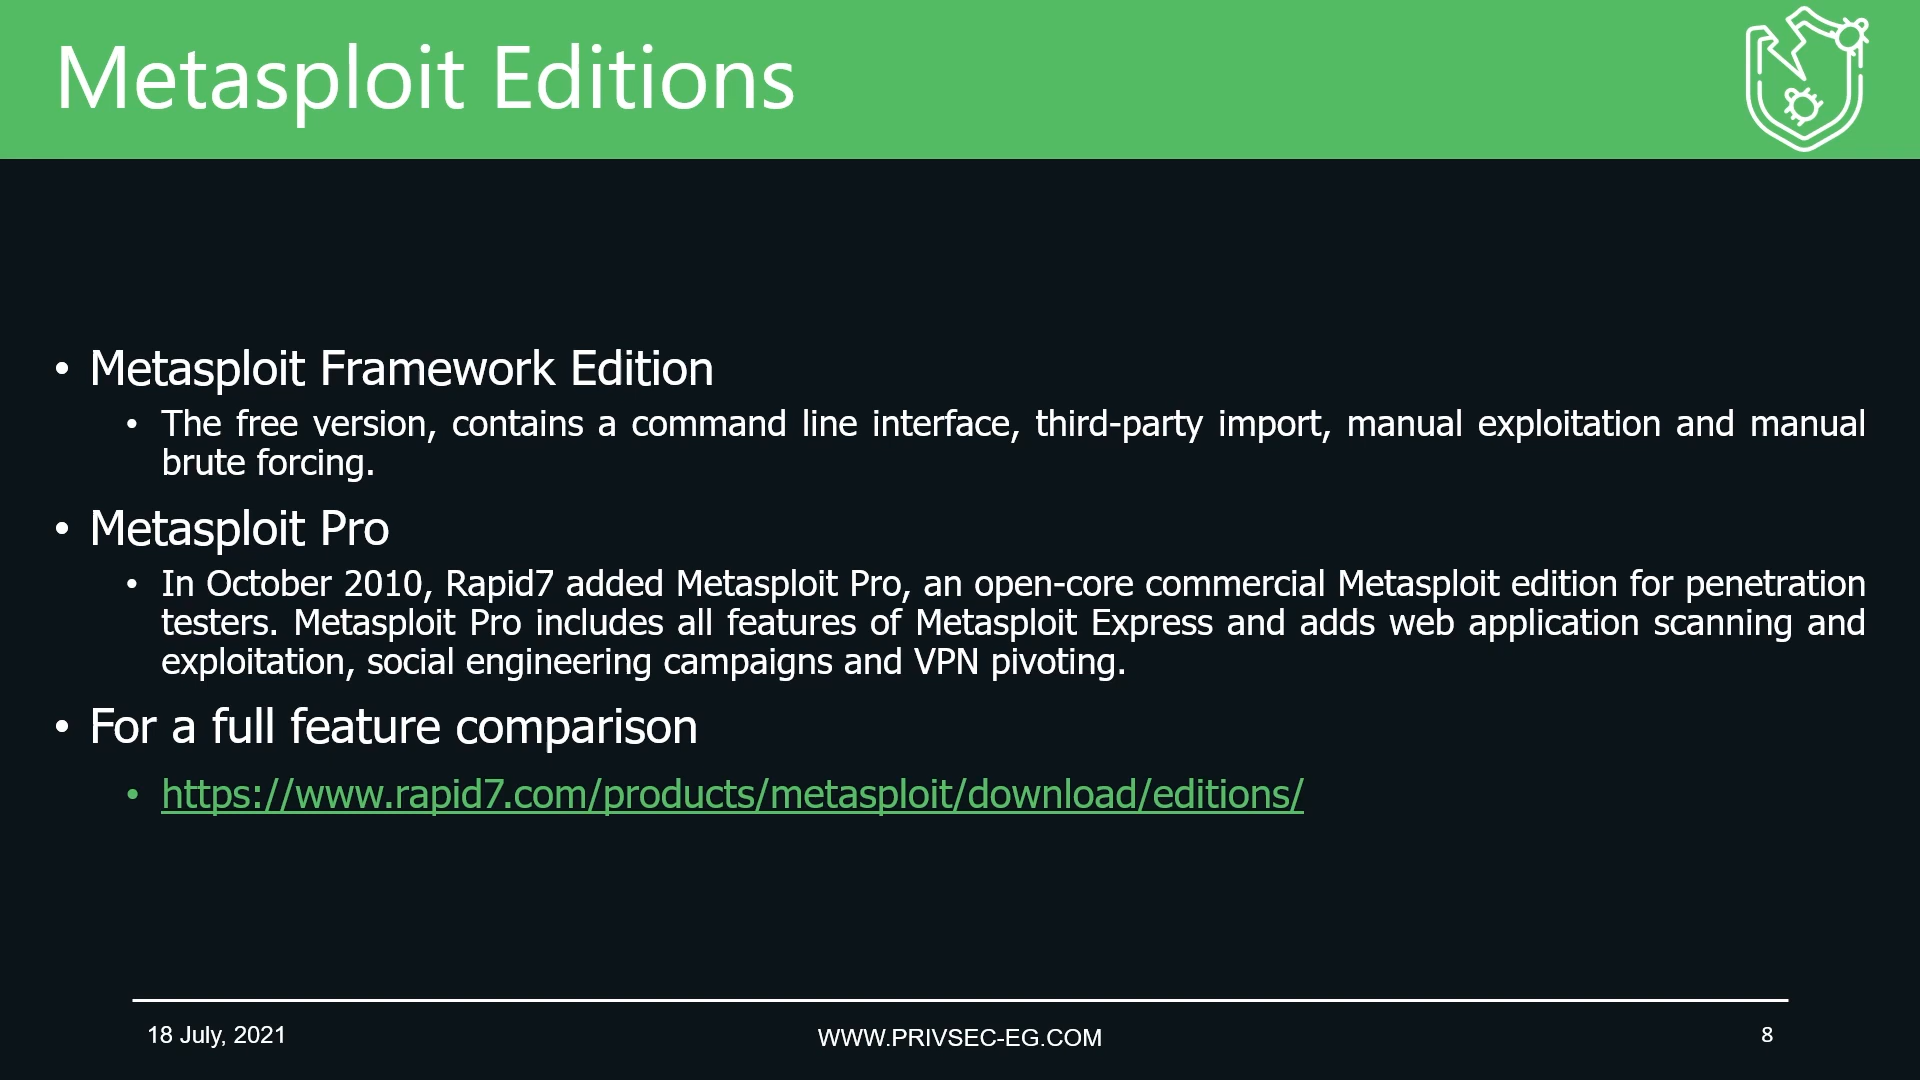 Metasploit Editions
• Metasploit Framework Edition
• The free version, contains a command line interface, third-party import, manual exploitation and manual
brute forcing.
• Metasploit Pro
• In October 2010, Rapid7 added Metasploit Pro, an open-core commercial Metasploit edition for penetration
testers. Metasploit Pro includes all features of Metasploit Express and adds web application scanning and
exploitation, social engineering campaigns and VPN pivoting.
• For a full feature comparison
• https://www.rapid7.com/products/metasploit/download/editions/
18 July, 2021
WWW.PRIVSEC-EG.COM
8